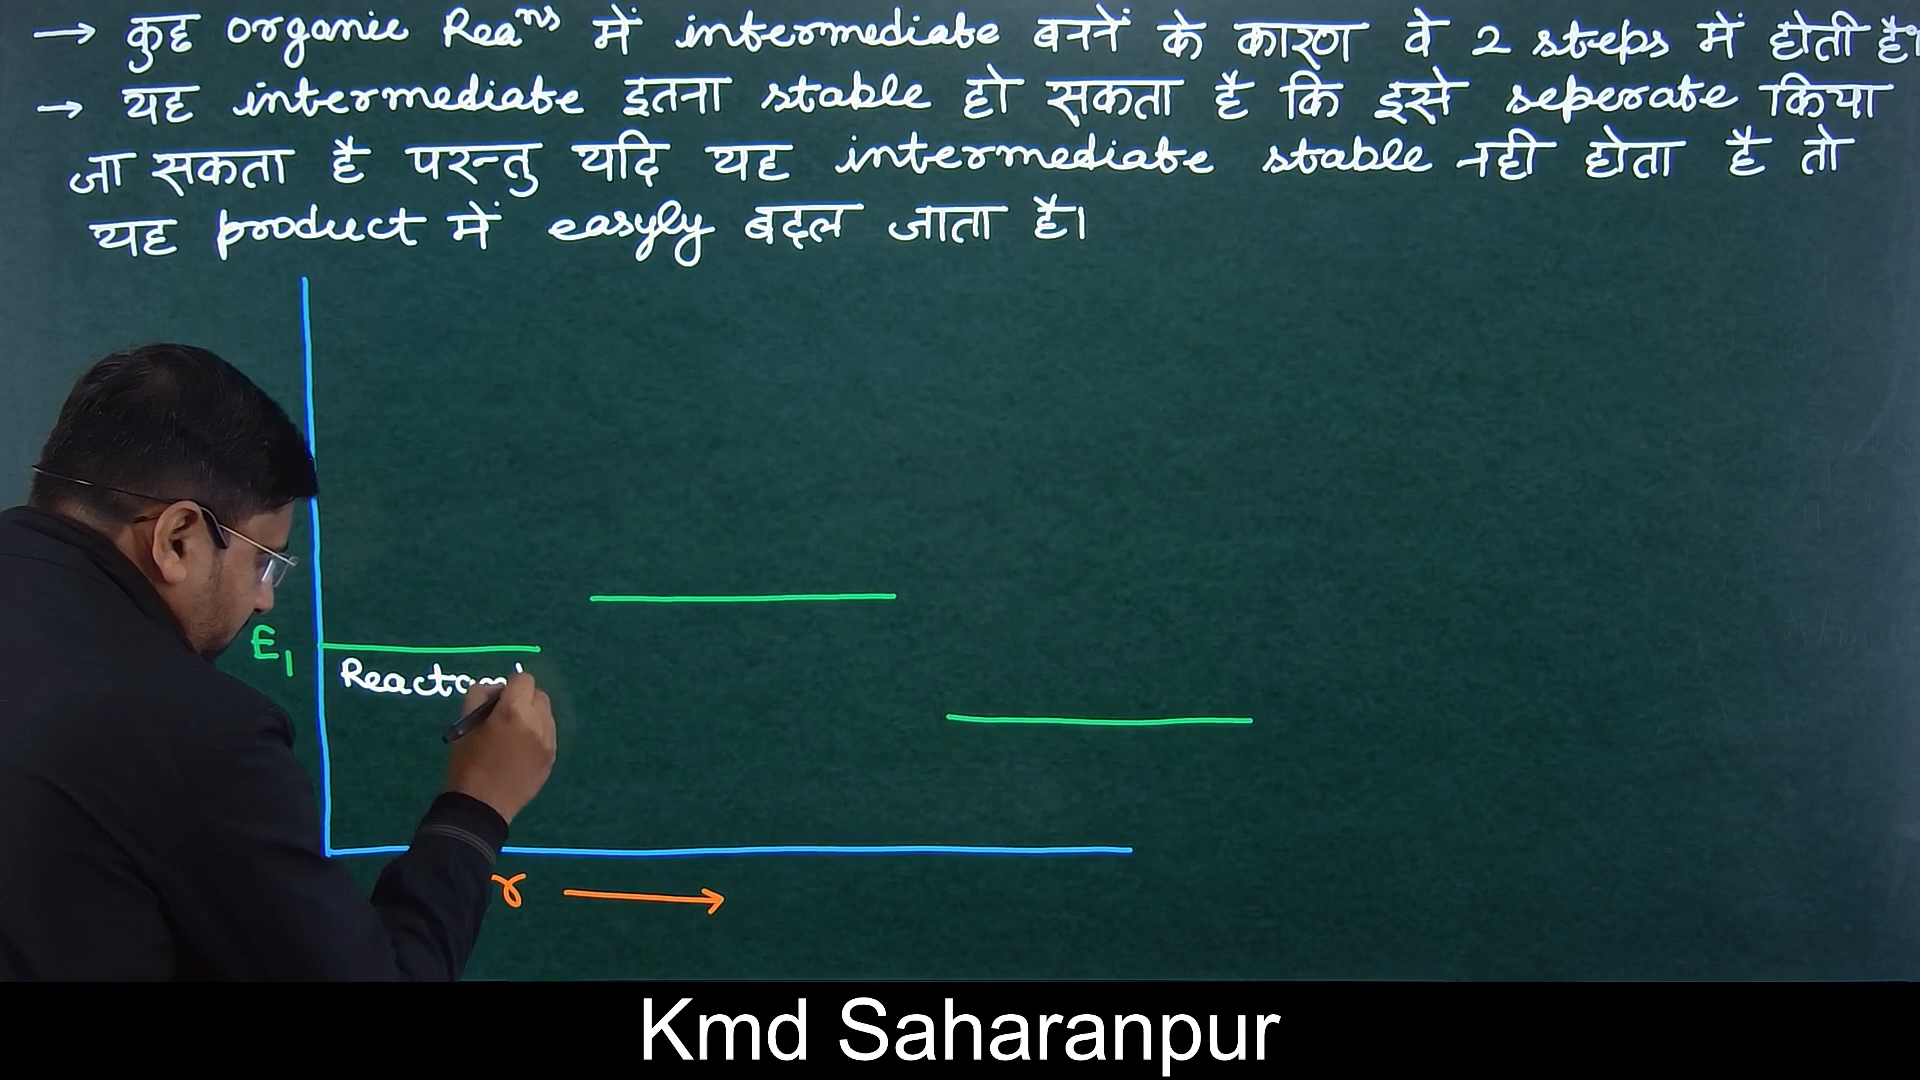 → कुछ organic Reaⁿˢ में intermediate बननें के कारण वे 2 steps में होती हैं।
→ यह intermediate इतना stable हो सकता है कि इसे seperate किया
जा सकता है परन्तु यदि यह intermediate stable नही होता है तो
यह product में easyly बदल जाता है।
E₁
Reactant
r →
Kmd Saharanpur